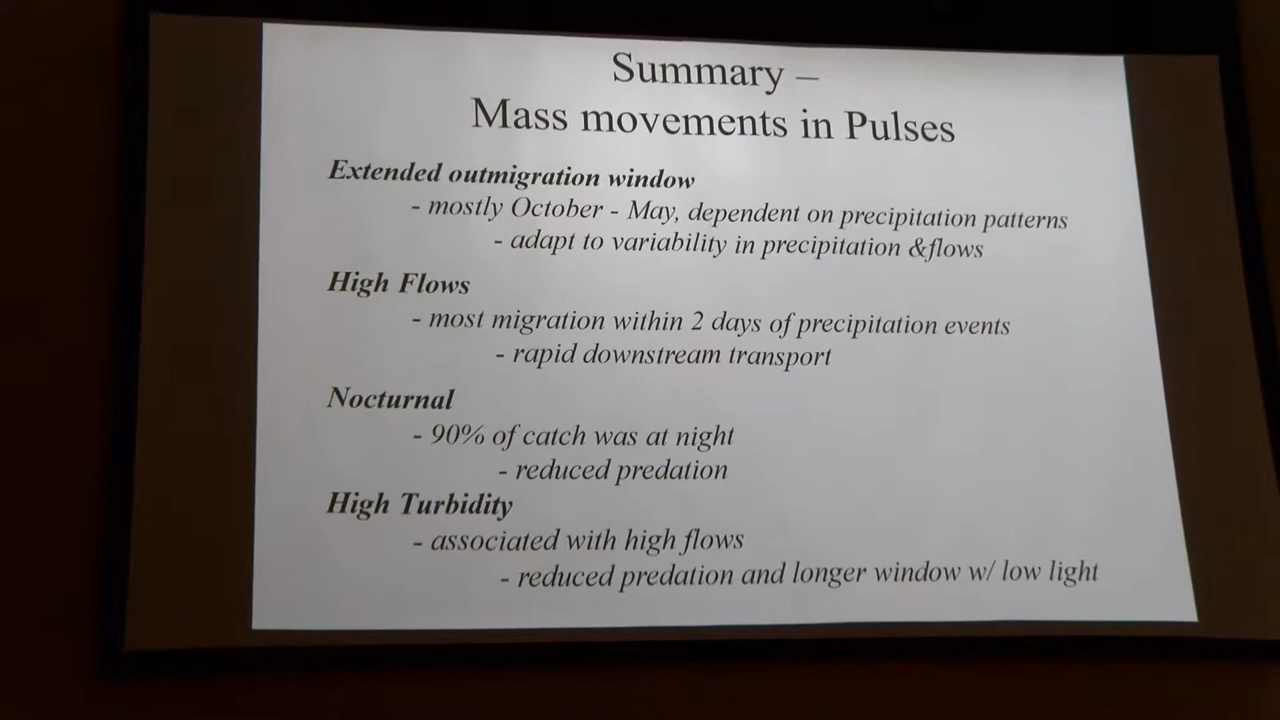 Summary –
Mass movements in Pulses
Extended outmigration window
- mostly October - May, dependent on precipitation patterns
- adapt to variability in precipitation &flows
High Flows
- most migration within 2 days of precipitation events
- rapid downstream transport
Nocturnal
- 90% of catch was at night
- reduced predation
High Turbidity
- associated with high flows
- reduced predation and longer window w/ low light